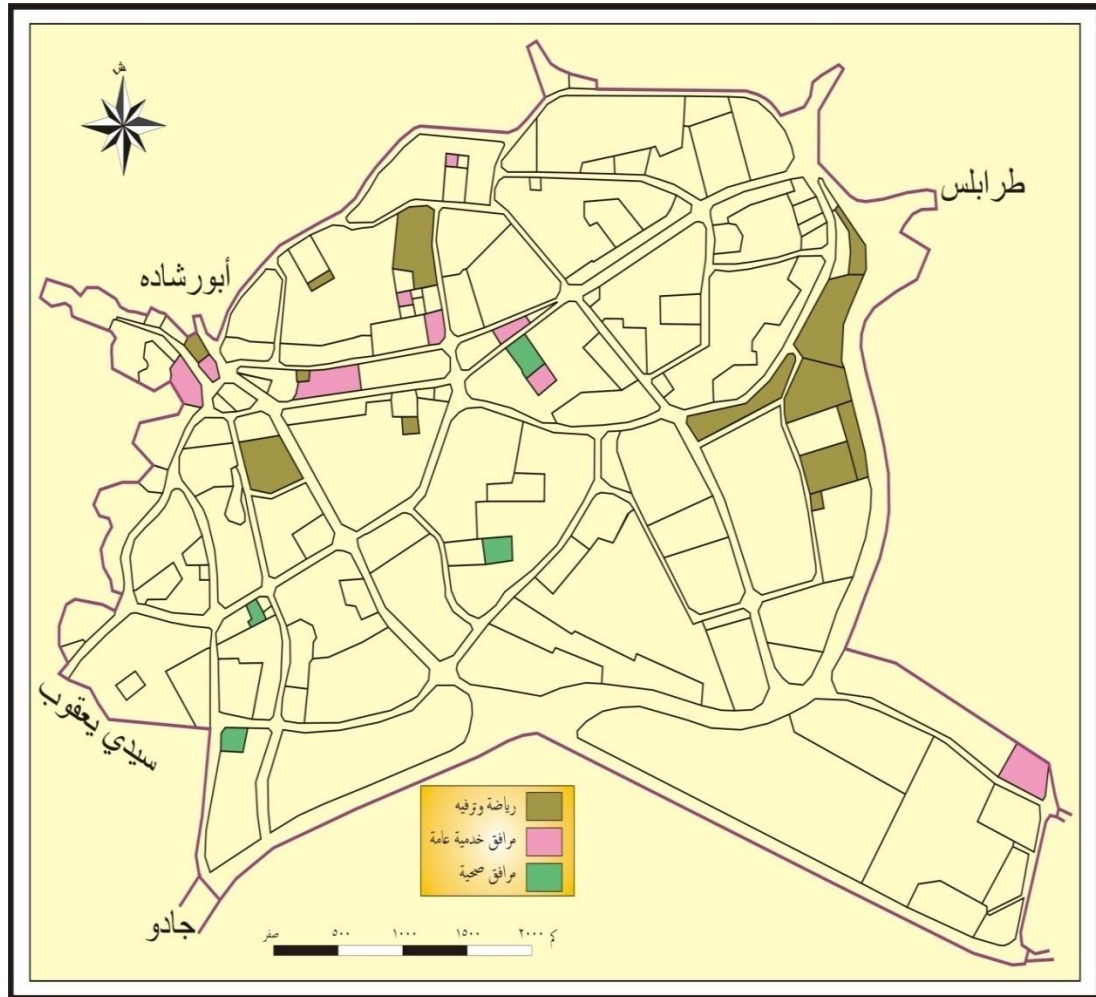 ش
طرابلس
أبورشاده
سيدي يعقوب
رياضة وترفيه
مرافق خدمية عامة
مرافق صحية
جادو
صفر ٥٠٠ ١٠٠٠ ١٥٠٠ ٢٠٠٠ كم